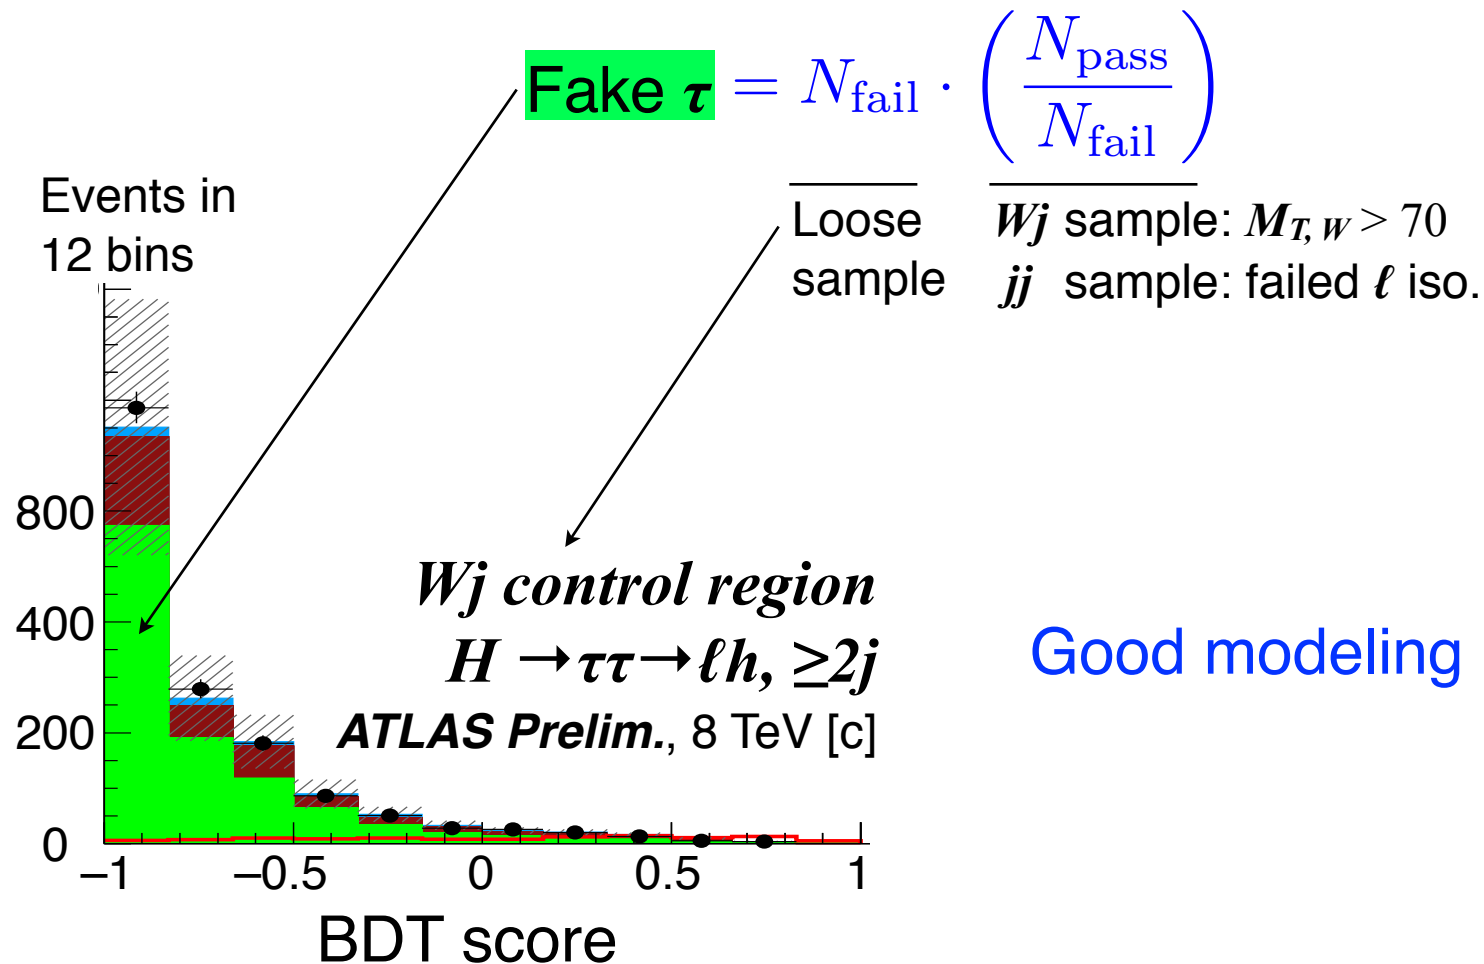 Fake τ = N_fail · ( N_pass / N_fail )
Loose sample
Wj sample: M_{T, W} > 70
jj sample: failed ℓ iso.
Events in
12 bins
800
400
200
0
−1
−0.5
0
0.5
1
BDT score
Wj control region
H → ττ → ℓh, ≥2j
ATLAS Prelim., 8 TeV [c]
Good modeling